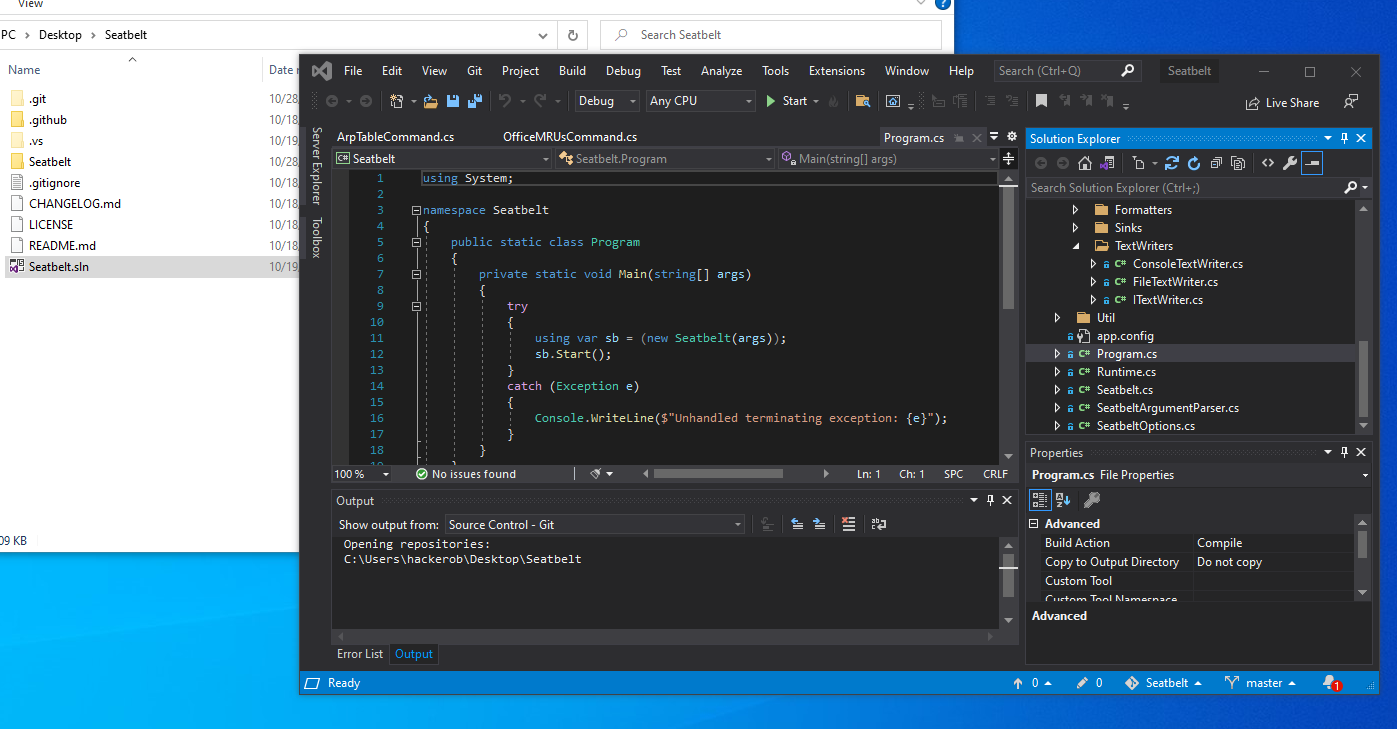 View
PC > Desktop > Seatbelt
Search Seatbelt
Name
Date
.git
10/28,
.github
10/18,
.vs
10/19,
Seatbelt
10/28,
.gitignore
10/18,
CHANGELOG.md
10/18,
LICENSE
10/18,
README.md
10/18,
Seatbelt.sln
10/19,
09 KB
File Edit View Git Project Build Debug Test Analyze Tools Extensions Window Help Search (Ctrl+Q) Seatbelt
Debug Any CPU Start Live Share
Server Explorer
Toolbox
ArpTableCommand.cs OfficeMRUsCommand.cs Program.cs
Seatbelt Seatbelt.Program Main(string[] args)
1 using System;
2
3 namespace Seatbelt
4 {
5 public static class Program
6 {
7 private static void Main(string[] args)
8 {
9 try
10 {
11 using var sb = (new Seatbelt(args));
12 sb.Start();
13 }
14 catch (Exception e)
15 {
16 Console.WriteLine($"Unhandled terminating exception: {e}");
17 }
18 }
19 }
100 % No issues found Ln: 1 Ch: 1 SPC CRLF
Output
Show output from: Source Control - Git
Opening repositories:
C:\Users\hackerob\Desktop\Seatbelt
Error List Output
Solution Explorer
Search Solution Explorer (Ctrl+;)
Formatters
Sinks
TextWriters
C# ConsoleTextWriter.cs
C# FileTextWriter.cs
C# ITextWriter.cs
Util
app.config
C# Program.cs
C# Runtime.cs
C# Seatbelt.cs
C# SeatbeltArgumentParser.cs
C# SeatbeltOptions.cs
Properties
Program.cs File Properties
Advanced
Build Action Compile
Copy to Output Directory Do not copy
Custom Tool
Custom Tool Namespace
Advanced
Ready 0 0 Seatbelt master 1